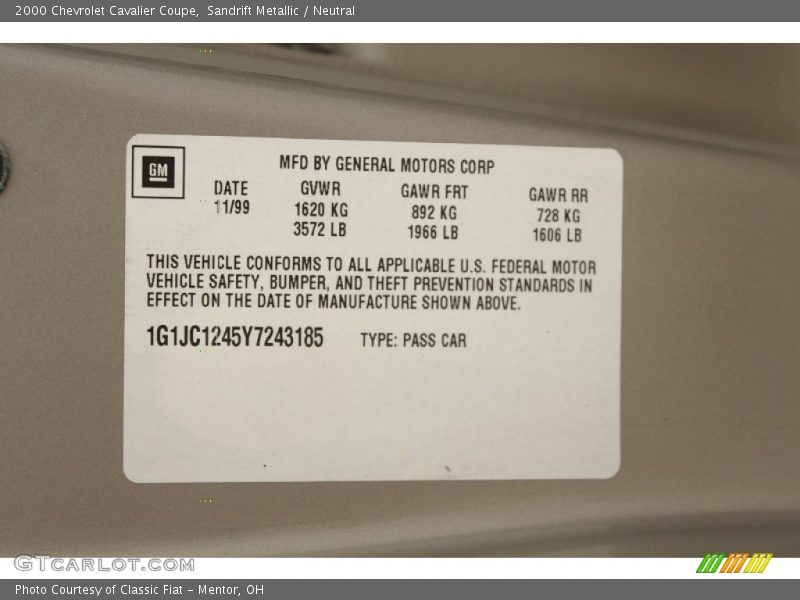 2000 Chevrolet Cavalier Coupe,  Sandrift Metallic / Neutral
GM
MFD BY GENERAL MOTORS CORP
DATE GVWR GAWR FRT GAWR RR
11/99 1620 KG 892 KG 728 KG
3572 LB 1966 LB 1606 LB
THIS VEHICLE CONFORMS TO ALL APPLICABLE U.S. FEDERAL MOTOR
VEHICLE SAFETY, BUMPER, AND THEFT PREVENTION STANDARDS IN
EFFECT ON THE DATE OF MANUFACTURE SHOWN ABOVE.
1G1JC1245Y7243185 TYPE: PASS CAR
GTCARLOT.COM
Photo Courtesy of Classic Fiat - Mentor, OH